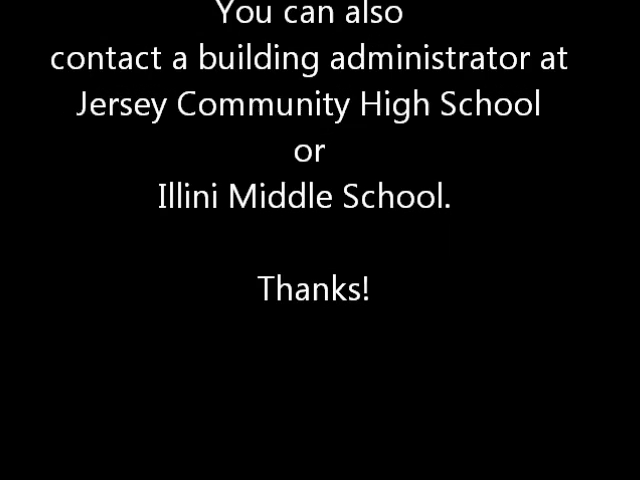 You can also
contact a building administrator at
Jersey Community High School
or
Illini Middle School.
Thanks!